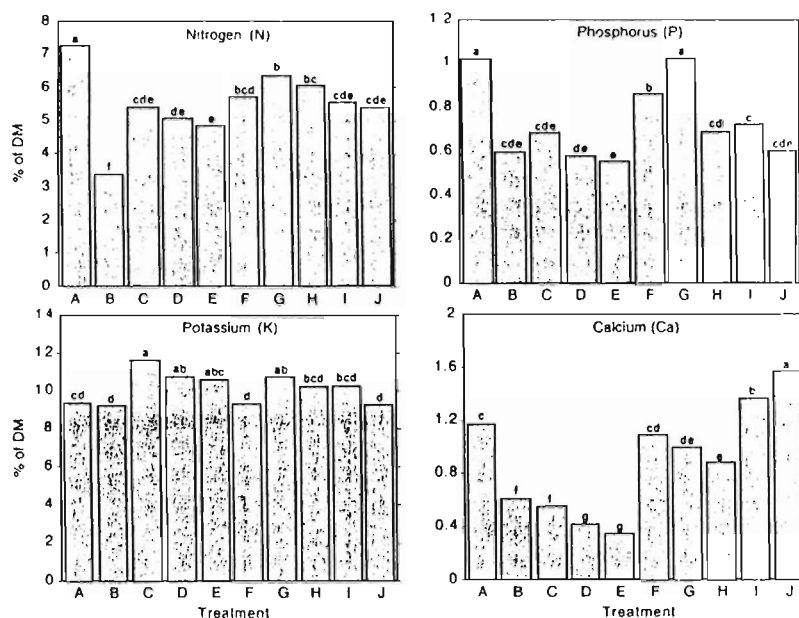 Nitrogen (N)
% of DM
8
7
6
5
4
3
2
1
0
a
f
cde
de
e
bcd
b
bc
cde
cde
A B C D E F G H I J
Phosphorus (P)
1.2
1
0.8
0.6
0.4
0.2
0
a
cde
cde
de
e
b
a
cd
c
cde
A B C D E F G H I J
Potassium (K)
% of DM
14
12
10
8
6
4
2
0
cd
d
a
ab
abc
d
ab
bcd
bcd
d
A B C D E F G H I J
Treatment
Calcium (Ca)
2
1.6
1.2
0.8
0.4
0
c
f
f
g
g
cd
de
e
b
a
A B C D E F G H I J
Treatment